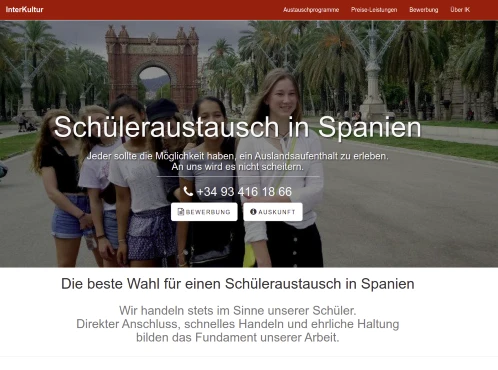 InterKultur
Austauschprogramme Preise-Leistungen Bewerbung Über IK
Schüleraustausch in Spanien
Jeder sollte die Möglichkeit haben, ein Auslandsaufenthalt zu erleben.
An uns wird es nicht scheitern.
+34 93 416 18 66
BEWERBUNG AUSKUNFT
Die beste Wahl für einen Schüleraustausch in Spanien
Wir handeln stets im Sinne unserer Schüler.
Direkter Anschluss, schnelles Handeln und ehrliche Haltung
bilden das Fundament unserer Arbeit.